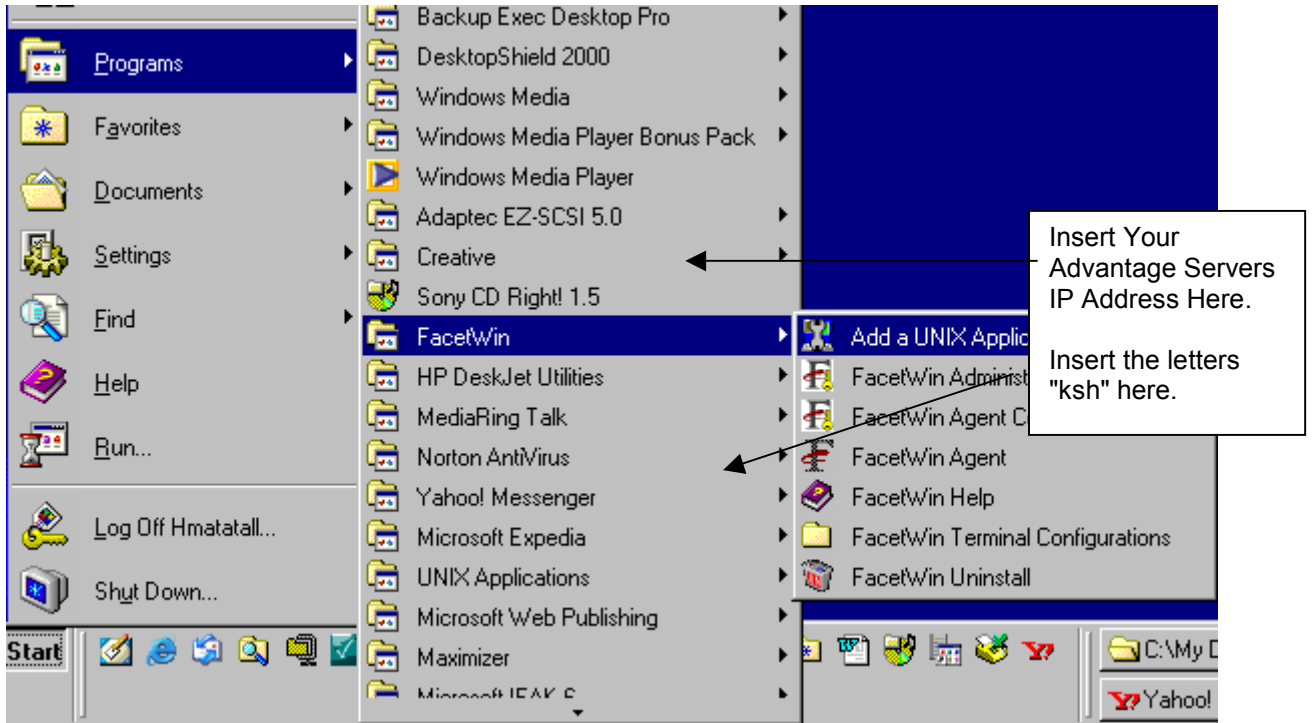 Programs
Favorites
Documents
Settings
Find
Help
Run...
Log Off Hmatatall...
Shut Down...
Backup Exec Desktop Pro
DesktopShield 2000
Windows Media
Windows Media Player Bonus Pack
Windows Media Player
Adaptec EZ-SCSI 5.0
Creative
Sony CD Right! 1.5
FacetWin
HP DeskJet Utilities
MediaRing Talk
Norton AntiVirus
Yahoo! Messenger
Microsoft Expedia
UNIX Applications
Microsoft Web Publishing
Maximizer
Add a UNIX Applic
FacetWin Administ
FacetWin Agent C
FacetWin Agent
FacetWin Help
FacetWin Terminal Configurations
FacetWin Uninstall
Insert Your
Advantage Servers
IP Address Here.
Insert the letters
"ksh" here.
Start
C:\My D
Yahoo!